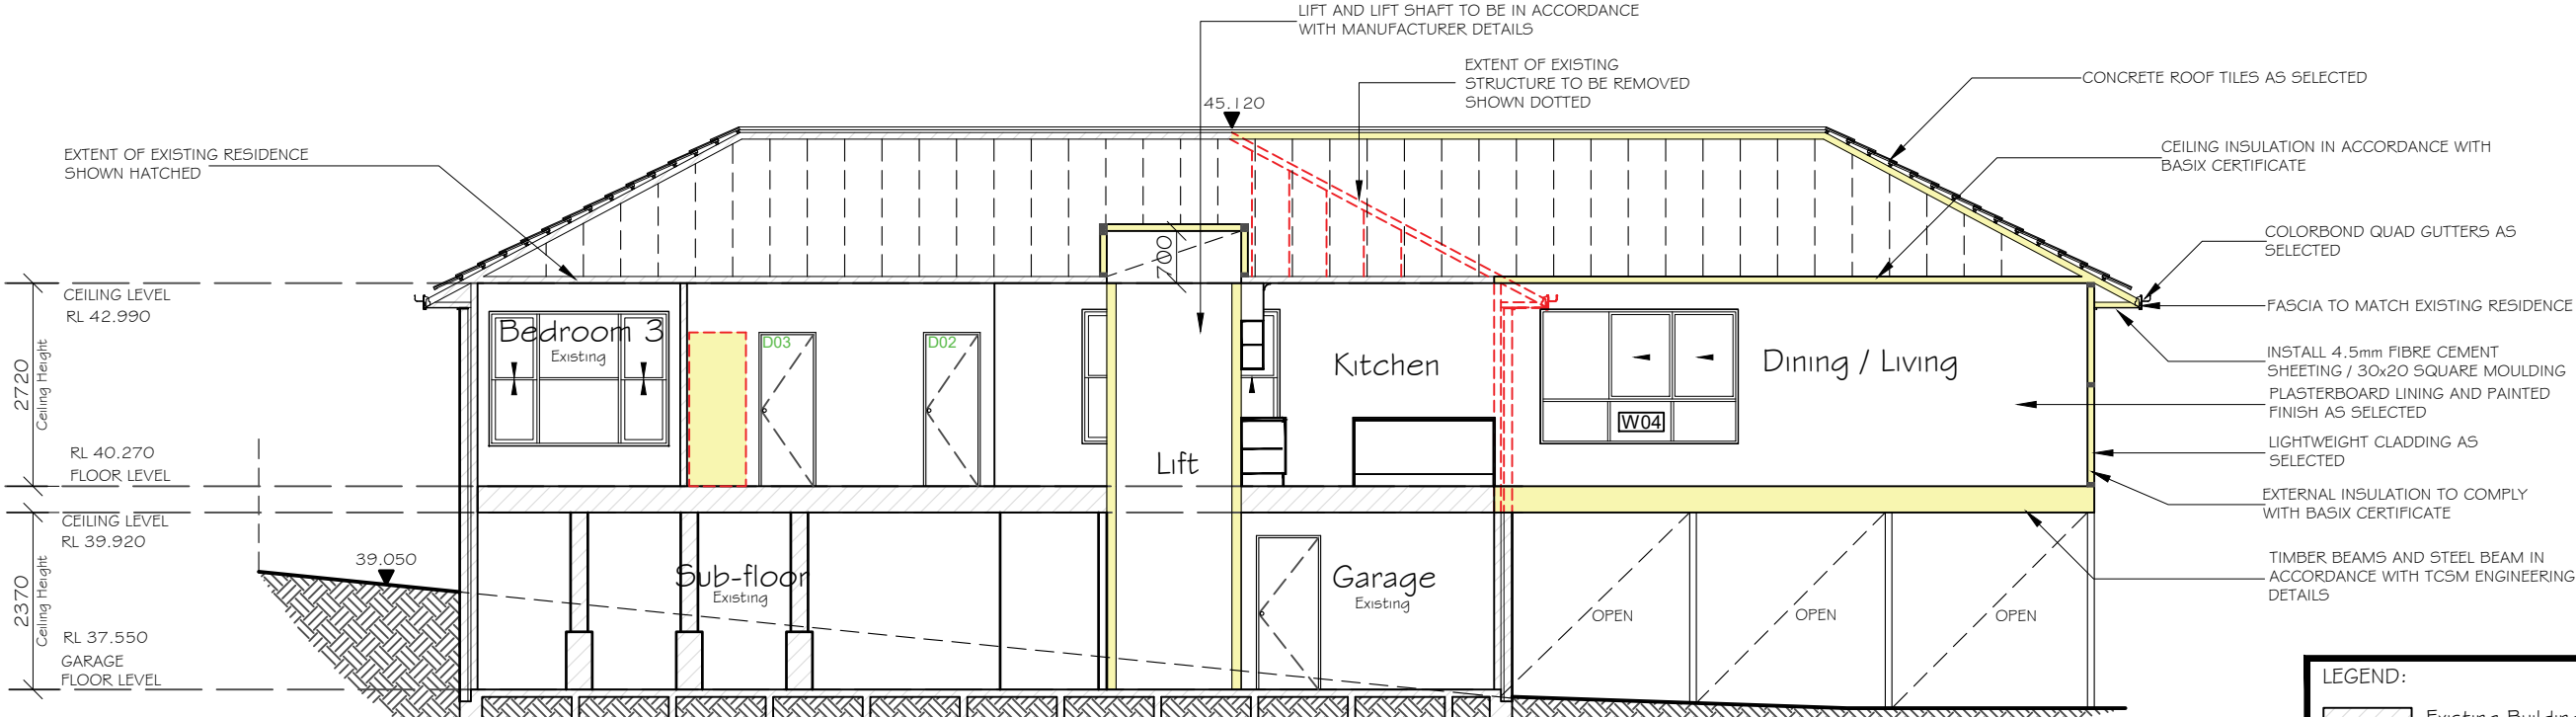 LIFT AND LIFT SHAFT TO BE IN ACCORDANCE
WITH MANUFACTURER DETAILS
EXTENT OF EXISTING
STRUCTURE TO BE REMOVED
SHOWN DOTTED
CONCRETE ROOF TILES AS SELECTED
45.120
EXTENT OF EXISTING RESIDENCE
SHOWN HATCHED
CEILING INSULATION IN ACCORDANCE WITH
BASIX CERTIFICATE
COLORBOND QUAD GUTTERS AS
SELECTED
700
CEILING LEVEL
RL 42.990
FASCIA TO MATCH EXISTING RESIDENCE
Bedroom 3
Existing
D03
D02
Kitchen
Dining / Living
INSTALL 4.5mm FIBRE CEMENT
SHEETING / 30x20 SQUARE MOULDING
2720
Ceiling Height
PLASTERBOARD LINING AND PAINTED
FINISH AS SELECTED
W04
LIGHTWEIGHT CLADDING AS
SELECTED
RL 40.270
FLOOR LEVEL
Lift
EXTERNAL INSULATION TO COMPLY
WITH BASIX CERTIFICATE
CEILING LEVEL
RL 39.920
39.050
Sub-floor
Existing
Garage
Existing
TIMBER BEAMS AND STEEL BEAM IN
ACCORDANCE WITH TCSM ENGINEERING
DETAILS
OPEN
OPEN
OPEN
2370
Ceiling Height
RL 37.550
GARAGE
FLOOR LEVEL
LEGEND:
Existing Building